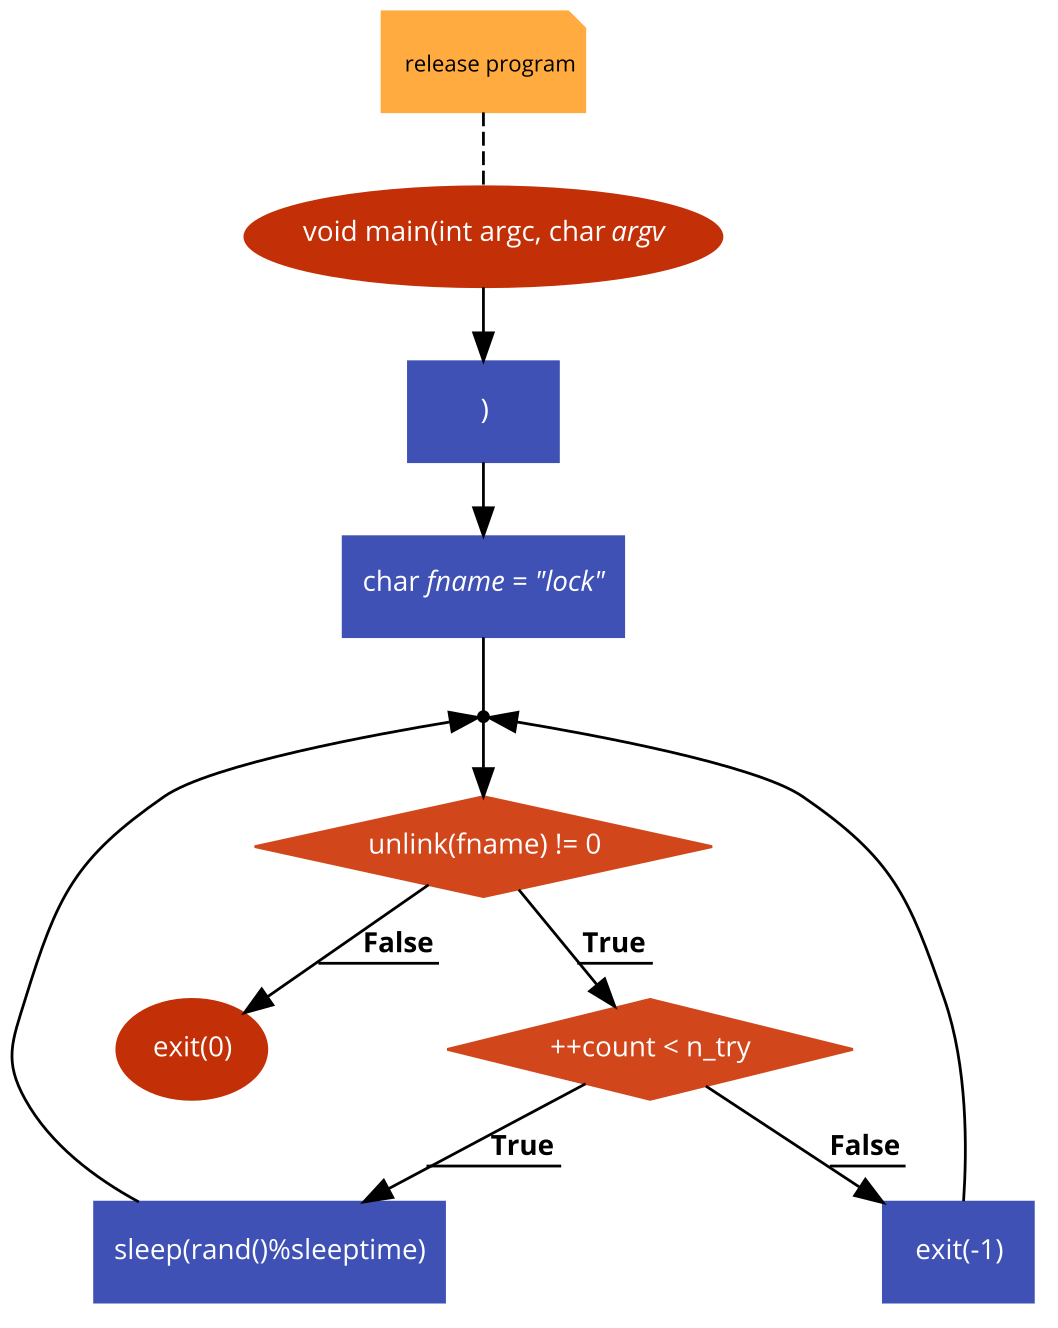 release program
void main(int argc, char argv
)
char fname = "lock"
unlink(fname) != 0
False
True
exit(0)
++count < n_try
True
False
sleep(rand()%sleeptime)
exit(-1)